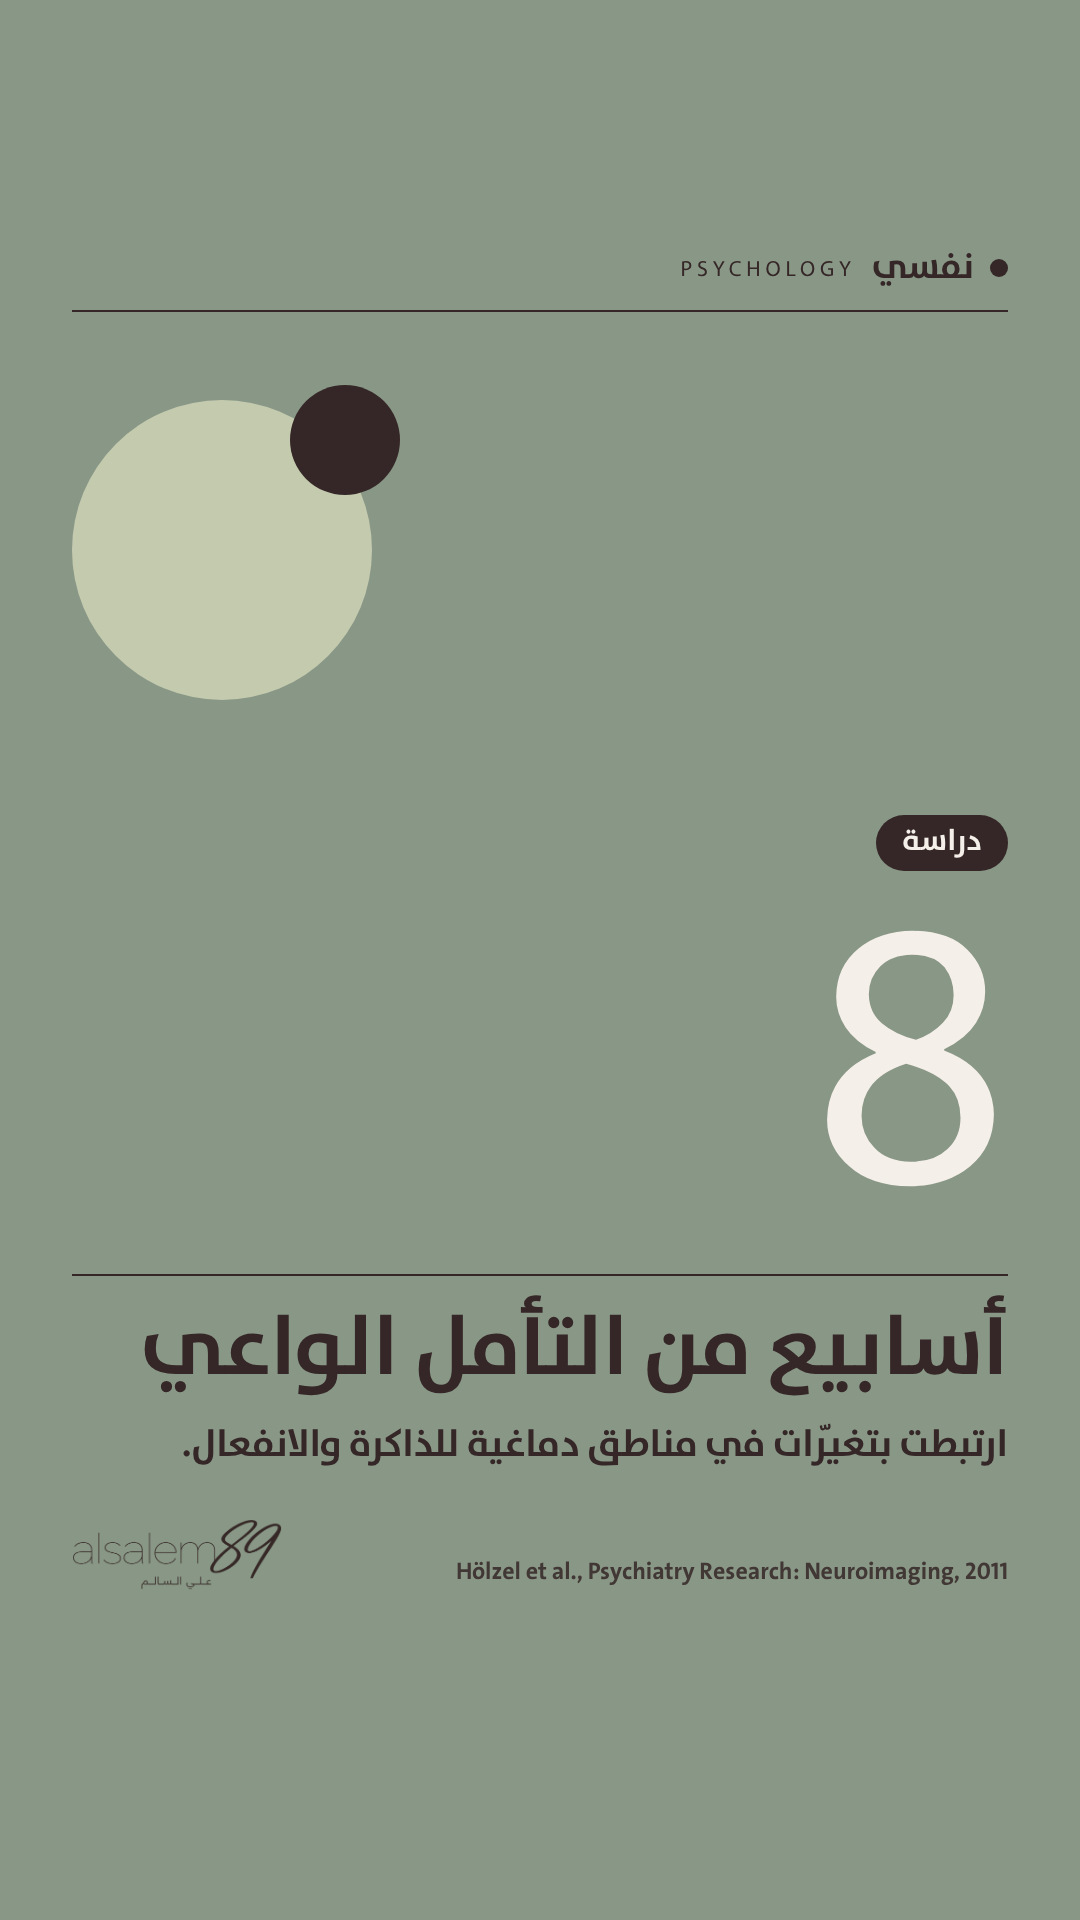 نفسي PSYCHOLOGY
دراسة
8
أسابيع من التأمل الواعي
ارتبطت بتغيّرات في مناطق دماغية للذاكرة والانفعال.
Hölzel et al., Psychiatry Research: Neuroimaging, 2011
alsalem89
علي السالم